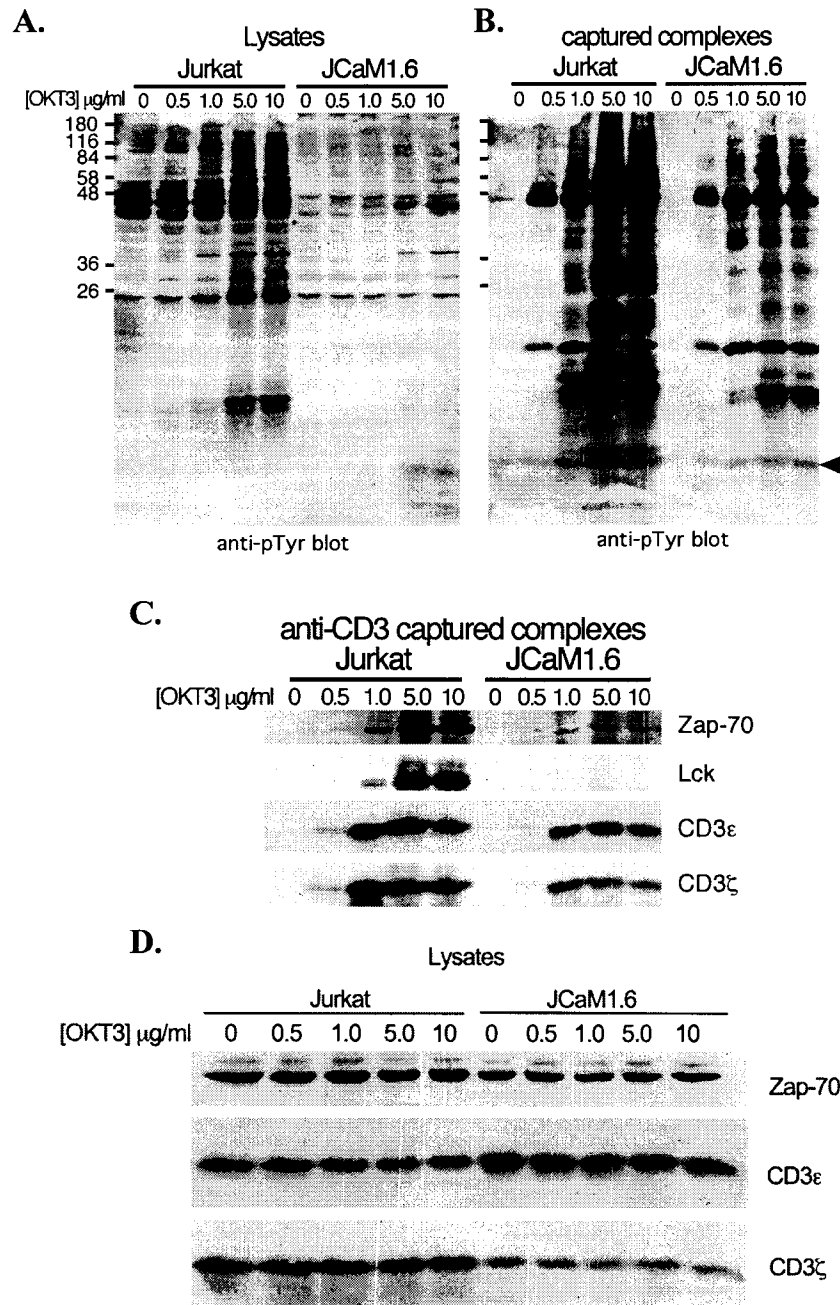 A.
Lysates
Jurkat JCaM1.6
[OKT3] µg/ml 0 0.5 1.0 5.0 10 0 0.5 1.0 5.0 10
180
116
84
58
48
36
26
anti-pTyr blot
B.
captured complexes
Jurkat JCaM1.6
0 0.5 1.0 5.0 10 0 0.5 1.0 5.0 10
anti-pTyr blot
C.
anti-CD3 captured complexes
Jurkat JCaM1.6
[OKT3] µg/ml 0 0.5 1.0 5.0 10 0 0.5 1.0 5.0 10
Zap-70
Lck
CD3ε
CD3ζ
D.
Lysates
Jurkat JCaM1.6
[OKT3] µg/ml 0 0.5 1.0 5.0 10 0 0.5 1.0 5.0 10
Zap-70
CD3ε
CD3ζ